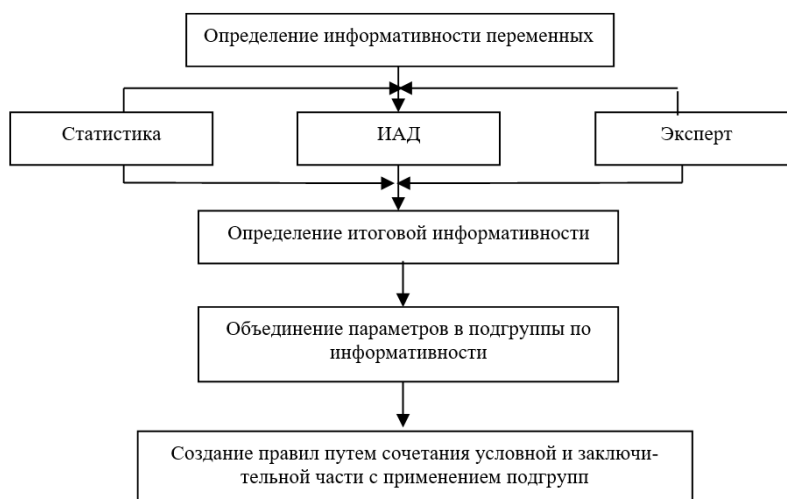 Определение информативности переменных
Статистика
ИАД
Эксперт
Определение итоговой информативности
Объединение параметров в подгруппы по
информативности
Создание правил путем сочетания условной и заключи-
тельной части с применением подгрупп